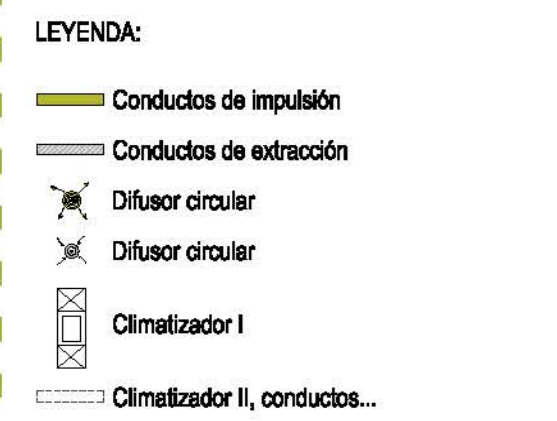 LEYENDA:
Conductos de impulsión
Conductos de extracción
Difusor circular
Difusor circular
Climatizador I
Climatizador II, conductos...